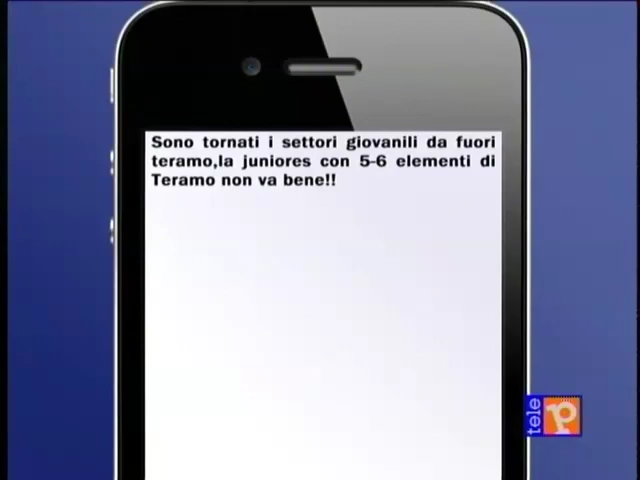 Sono tornati i settori giovanili da fuori
teramo,la juniores con 5-6 elementi di
Teramo non va bene!!
tele
p